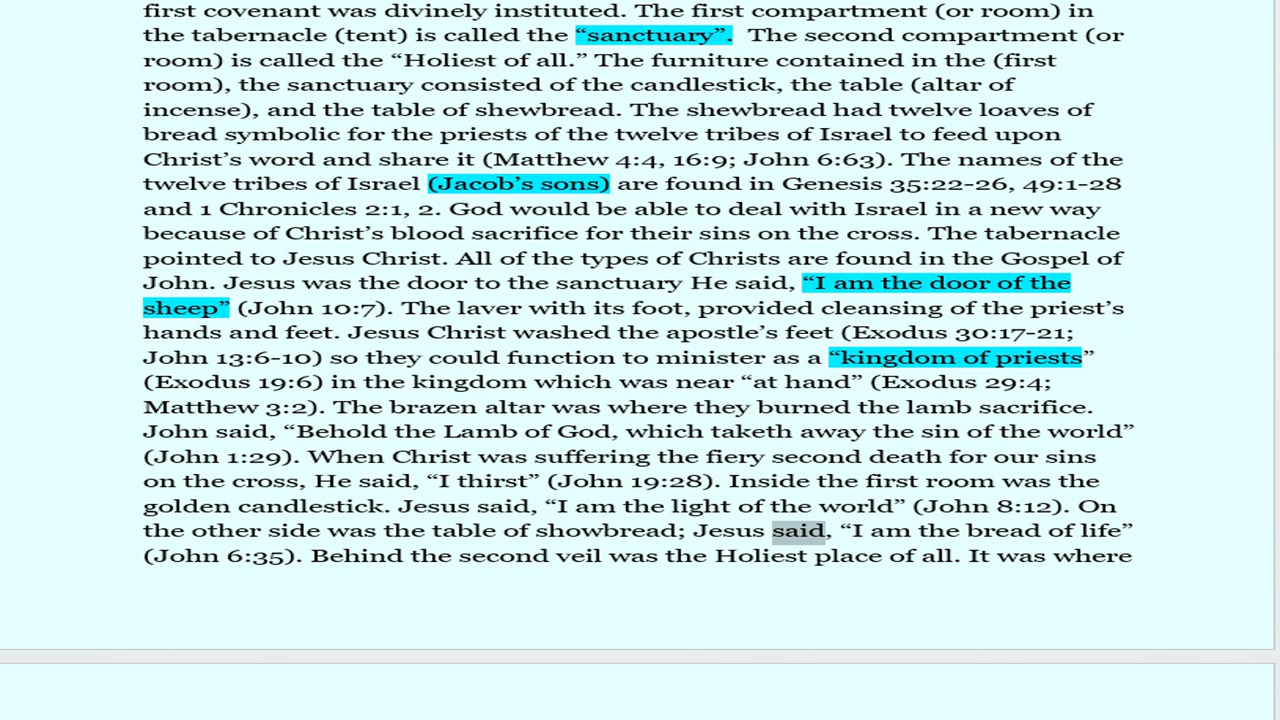 first covenant was divinely instituted. The first compartment (or room) in
the tabernacle (tent) is called the “sanctuary”.  The second compartment (or
room) is called the “Holiest of all.” The furniture contained in the (first
room), the sanctuary consisted of the candlestick, the table (altar of
incense), and the table of shewbread. The shewbread had twelve loaves of
bread symbolic for the priests of the twelve tribes of Israel to feed upon
Christ’s word and share it (Matthew 4:4, 16:9; John 6:63). The names of the
twelve tribes of Israel (Jacob’s sons) are found in Genesis 35:22-26, 49:1-28
and 1 Chronicles 2:1, 2. God would be able to deal with Israel in a new way
because of Christ’s blood sacrifice for their sins on the cross. The tabernacle
pointed to Jesus Christ. All of the types of Christs are found in the Gospel of
John. Jesus was the door to the sanctuary He said, “I am the door of the
sheep” (John 10:7). The laver with its foot, provided cleansing of the priest’s
hands and feet. Jesus Christ washed the apostle’s feet (Exodus 30:17-21;
John 13:6-10) so they could function to minister as a “kingdom of priests”
(Exodus 19:6) in the kingdom which was near “at hand” (Exodus 29:4;
Matthew 3:2). The brazen altar was where they burned the lamb sacrifice.
John said, “Behold the Lamb of God, which taketh away the sin of the world”
(John 1:29). When Christ was suffering the fiery second death for our sins
on the cross, He said, “I thirst” (John 19:28). Inside the first room was the
golden candlestick. Jesus said, “I am the light of the world” (John 8:12). On
the other side was the table of showbread; Jesus said, “I am the bread of life”
(John 6:35). Behind the second veil was the Holiest place of all. It was where